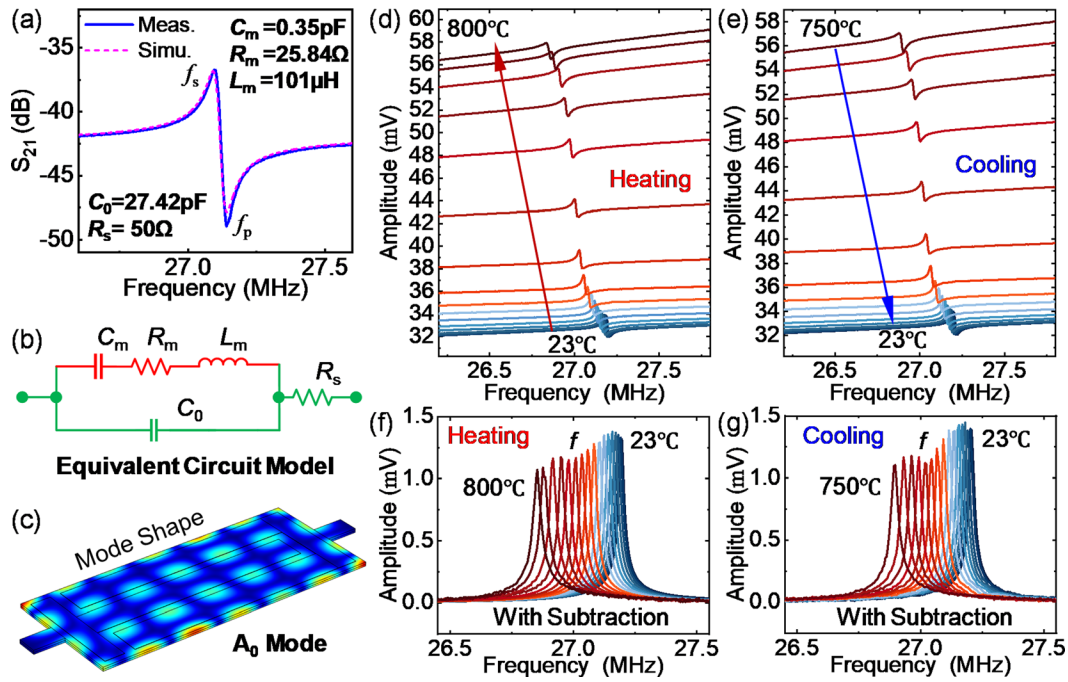 (a)
Meas.
Simu.
Cm=0.35pF
Rm=25.84Ω
Lm=101μH
fs
fp
C0=27.42pF
Rs= 50Ω
S21 (dB)
-40
-45
-50
27.0
27.5
Frequency (MHz)
(b)
Cm
Rm
Lm
Rs
C0
Equivalent Circuit Model
(c)
Mode Shape
A0 Mode
(d)
800℃
Heating
23℃
Amplitude (mV)
60
58
56
54
52
50
48
46
44
42
40
38
36
34
32
26.5
27.0
27.5
Frequency (MHz)
(e)
750℃
Cooling
23℃
Amplitude (mV)
58
56
54
52
50
48
46
44
42
40
38
36
34
32
26.5
27.0
27.5
Frequency (MHz)
(f)
Heating
f
23℃
800℃
With Subtraction
Amplitude (mV)
1.5
1.0
0.5
0.0
26.5
27.0
27.5
Frequency (MHz)
(g)
Cooling
f
23℃
750℃
With Subtraction
Amplitude (mV)
1.5
1.0
0.5
0.0
26.5
27.0
27.5
Frequency (MHz)